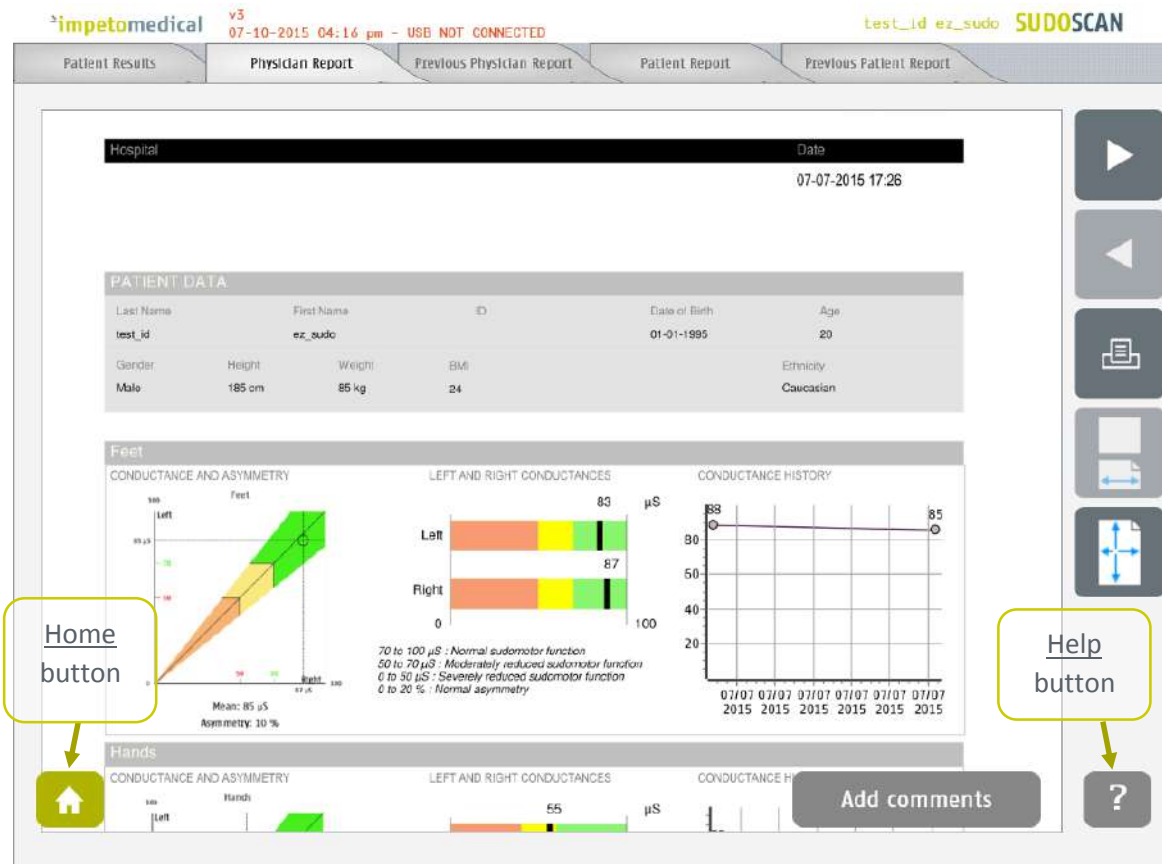 impetomedical
v3
07-10-2015 04:16 pm - USB NOT CONNECTED
test_id ez_sudo SUDOSCAN
Patient Results Physician Report Previous Physician Report Patient Report Previous Patient Report
Hospital Date
07-07-2015 17:26
PATIENT DATA
Last Name First Name ID Date of Birth Age
test_id ez_sudo 01-01-1995 20
Gender Height Weight BMI Ethnicity
Male 185 cm 85 kg 24 Caucasian
Feet
CONDUCTANCE AND ASYMMETRY
Feet
100
Left
Right
100
Mean: 85 µS
Asymmetry: 10 %
LEFT AND RIGHT CONDUCTANCES
83 µS
Left
87
Right
0 100
70 to 100 µS : Normal sudomotor function
50 to 70 µS : Moderately reduced sudomotor function
0 to 50 µS : Severely reduced sudomotor function
0 to 20 % : Normal asymmetry
CONDUCTANCE HISTORY
88 85
80
60
40
20
07/07 07/07 07/07 07/07 07/07 07/07
2015 2015 2015 2015 2015 2015
Home
button
Help
button
Hands
CONDUCTANCE AND ASYMMETRY
Hands
100
Left
LEFT AND RIGHT CONDUCTANCES
55 µS
CONDUCTANCE
Add comments
?